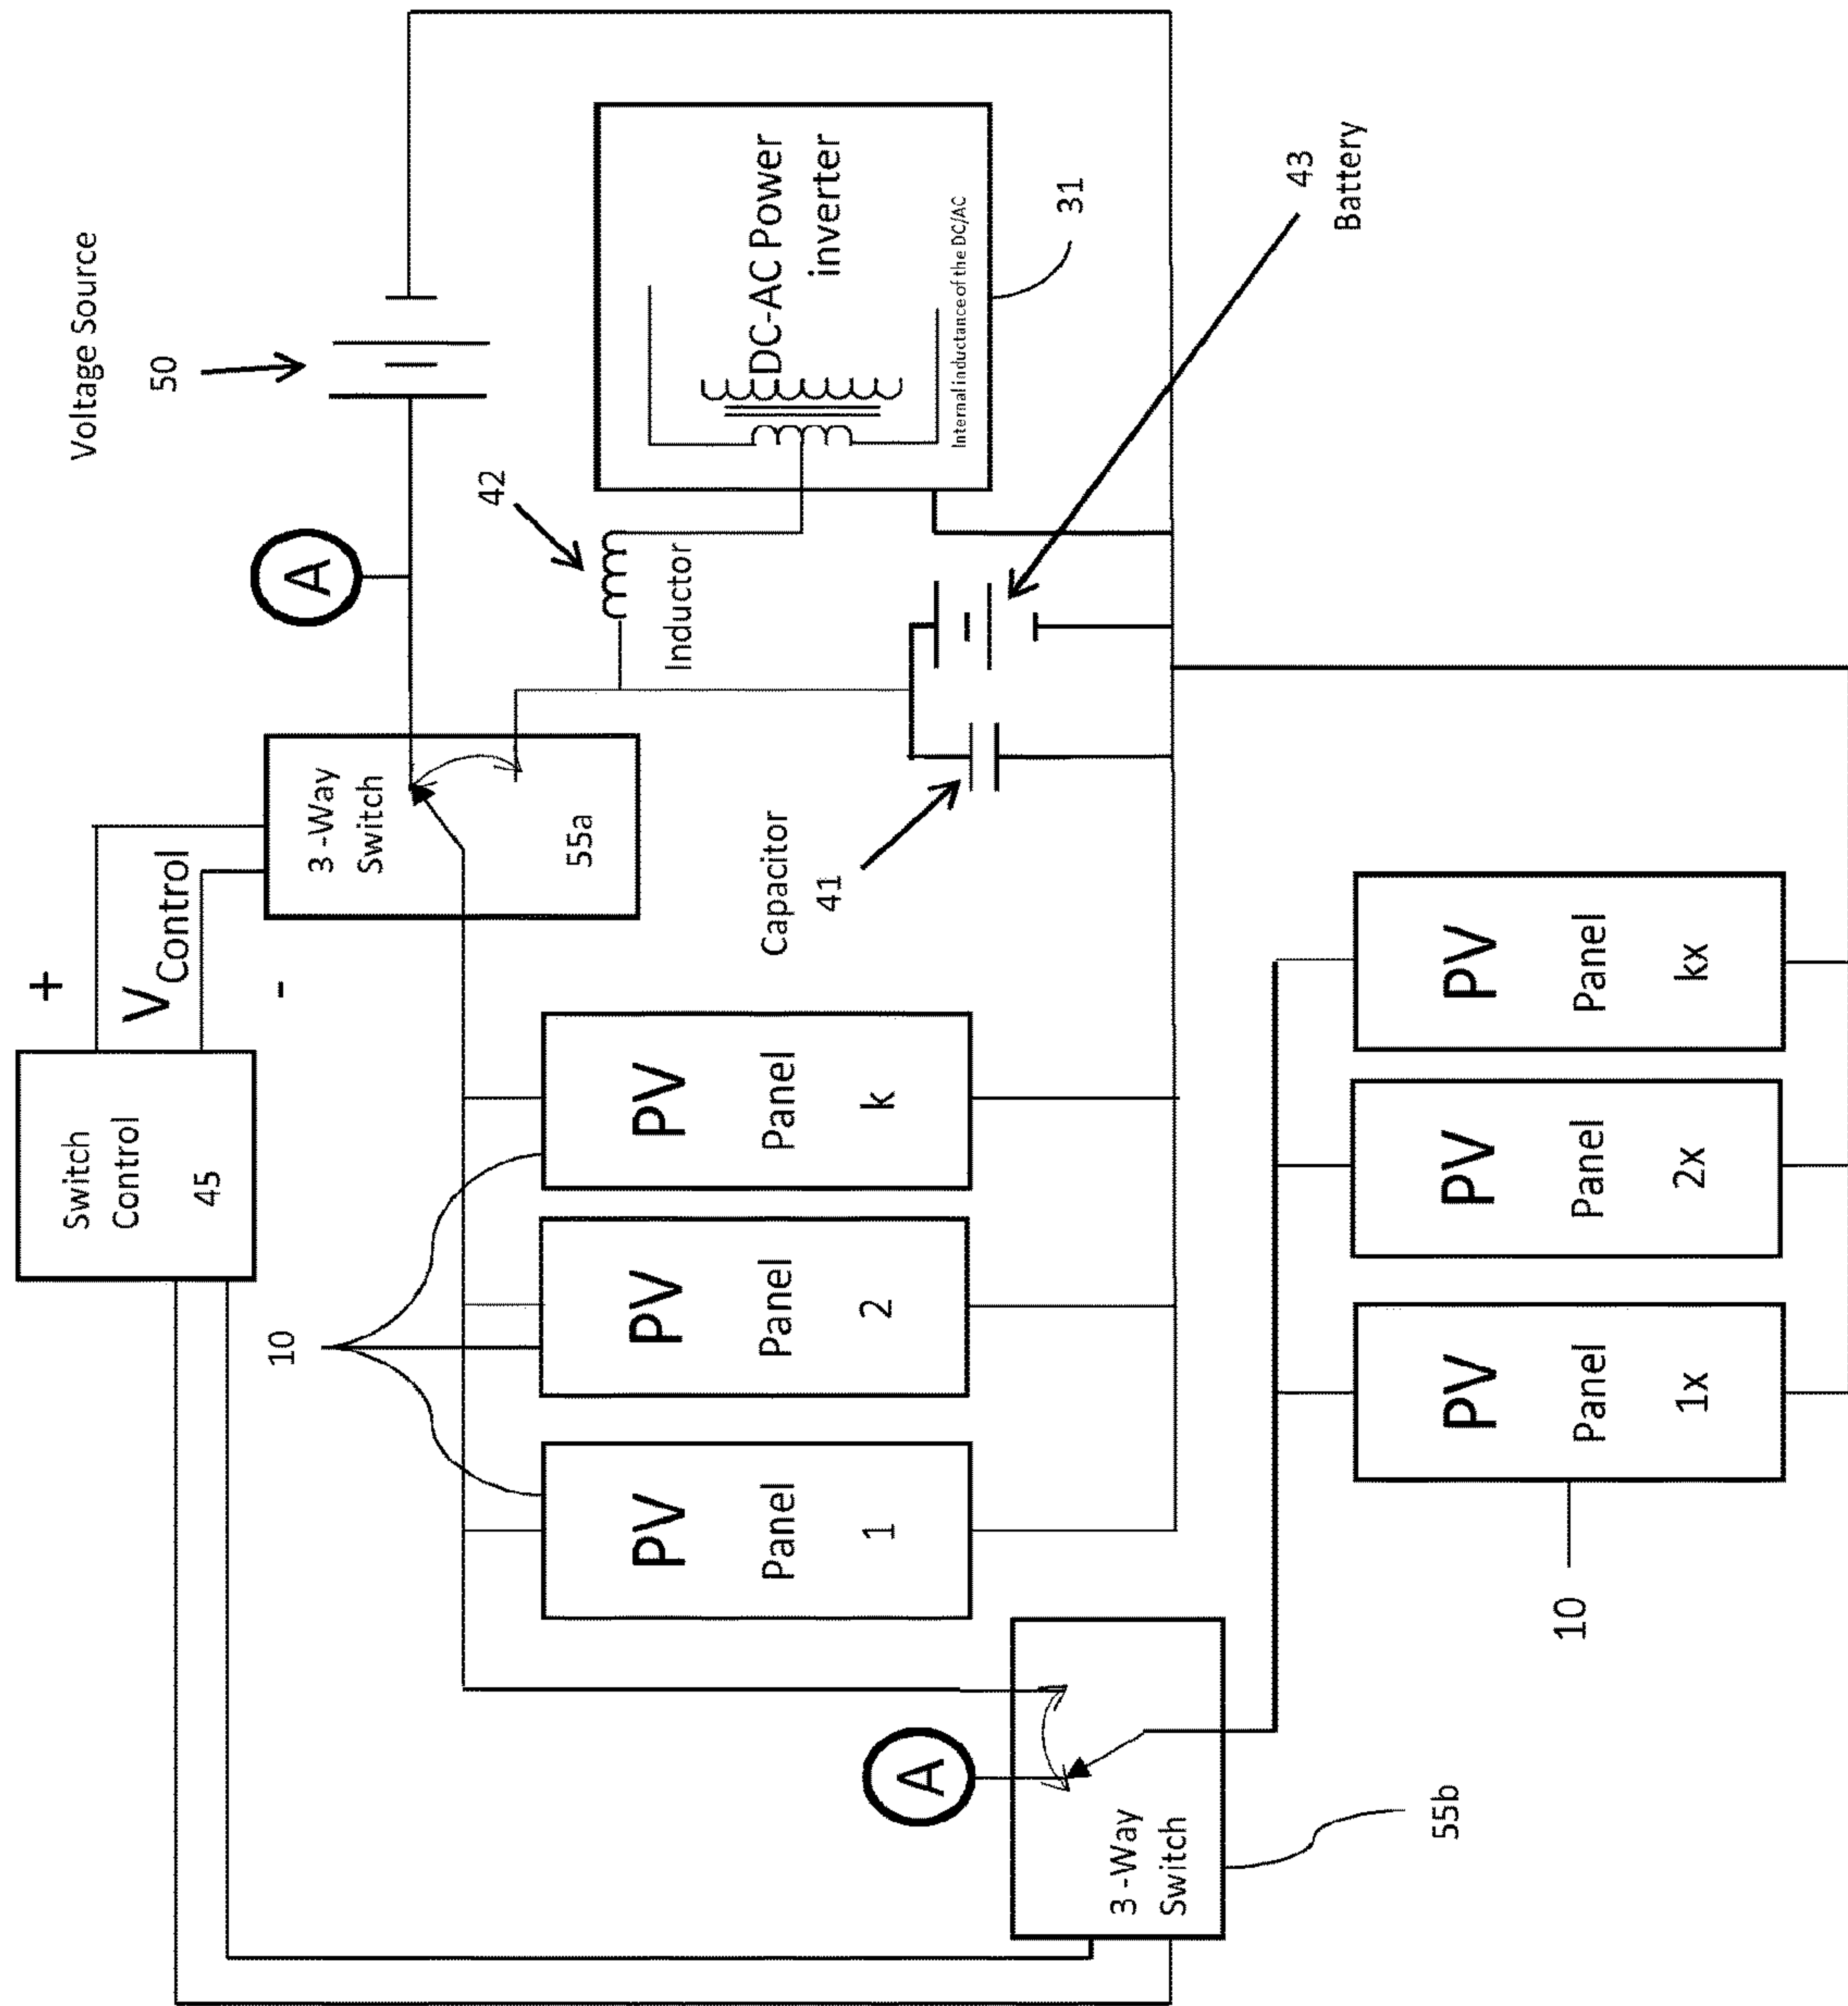 Switch
Control
45
+
V Control
-
3-Way
Switch
55a
A
Voltage Source
50
10
PV
Panel
1
PV
Panel
2
PV
Panel
k
Capacitor
41
Inductor
42
DC-AC Power
inverter
Internal inductance of the DC/AC
31
43
Battery
A
3-Way
Switch
55b
PV
Panel
1x
PV
Panel
2x
PV
Panel
kx
10